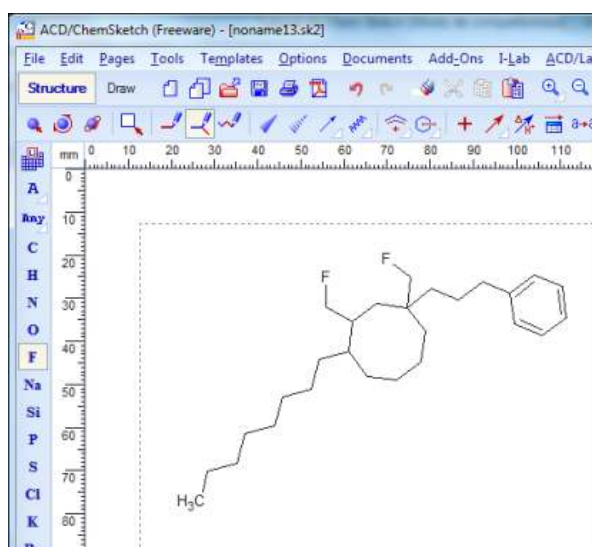 ACD/ChemSketch (Freeware) - [noname13.sk2]
File Edit Pages Tools Templates Options Documents Add-Ons I-Lab ACD/La
Structure Draw
mm 0 10 20 30 40 50 60 70 80 90 100 110
0
A
Any
10
C
20
H
N
30
O
F
40
Na
50
Si
P
60
S
70
Cl
K
80
F
F
H3C